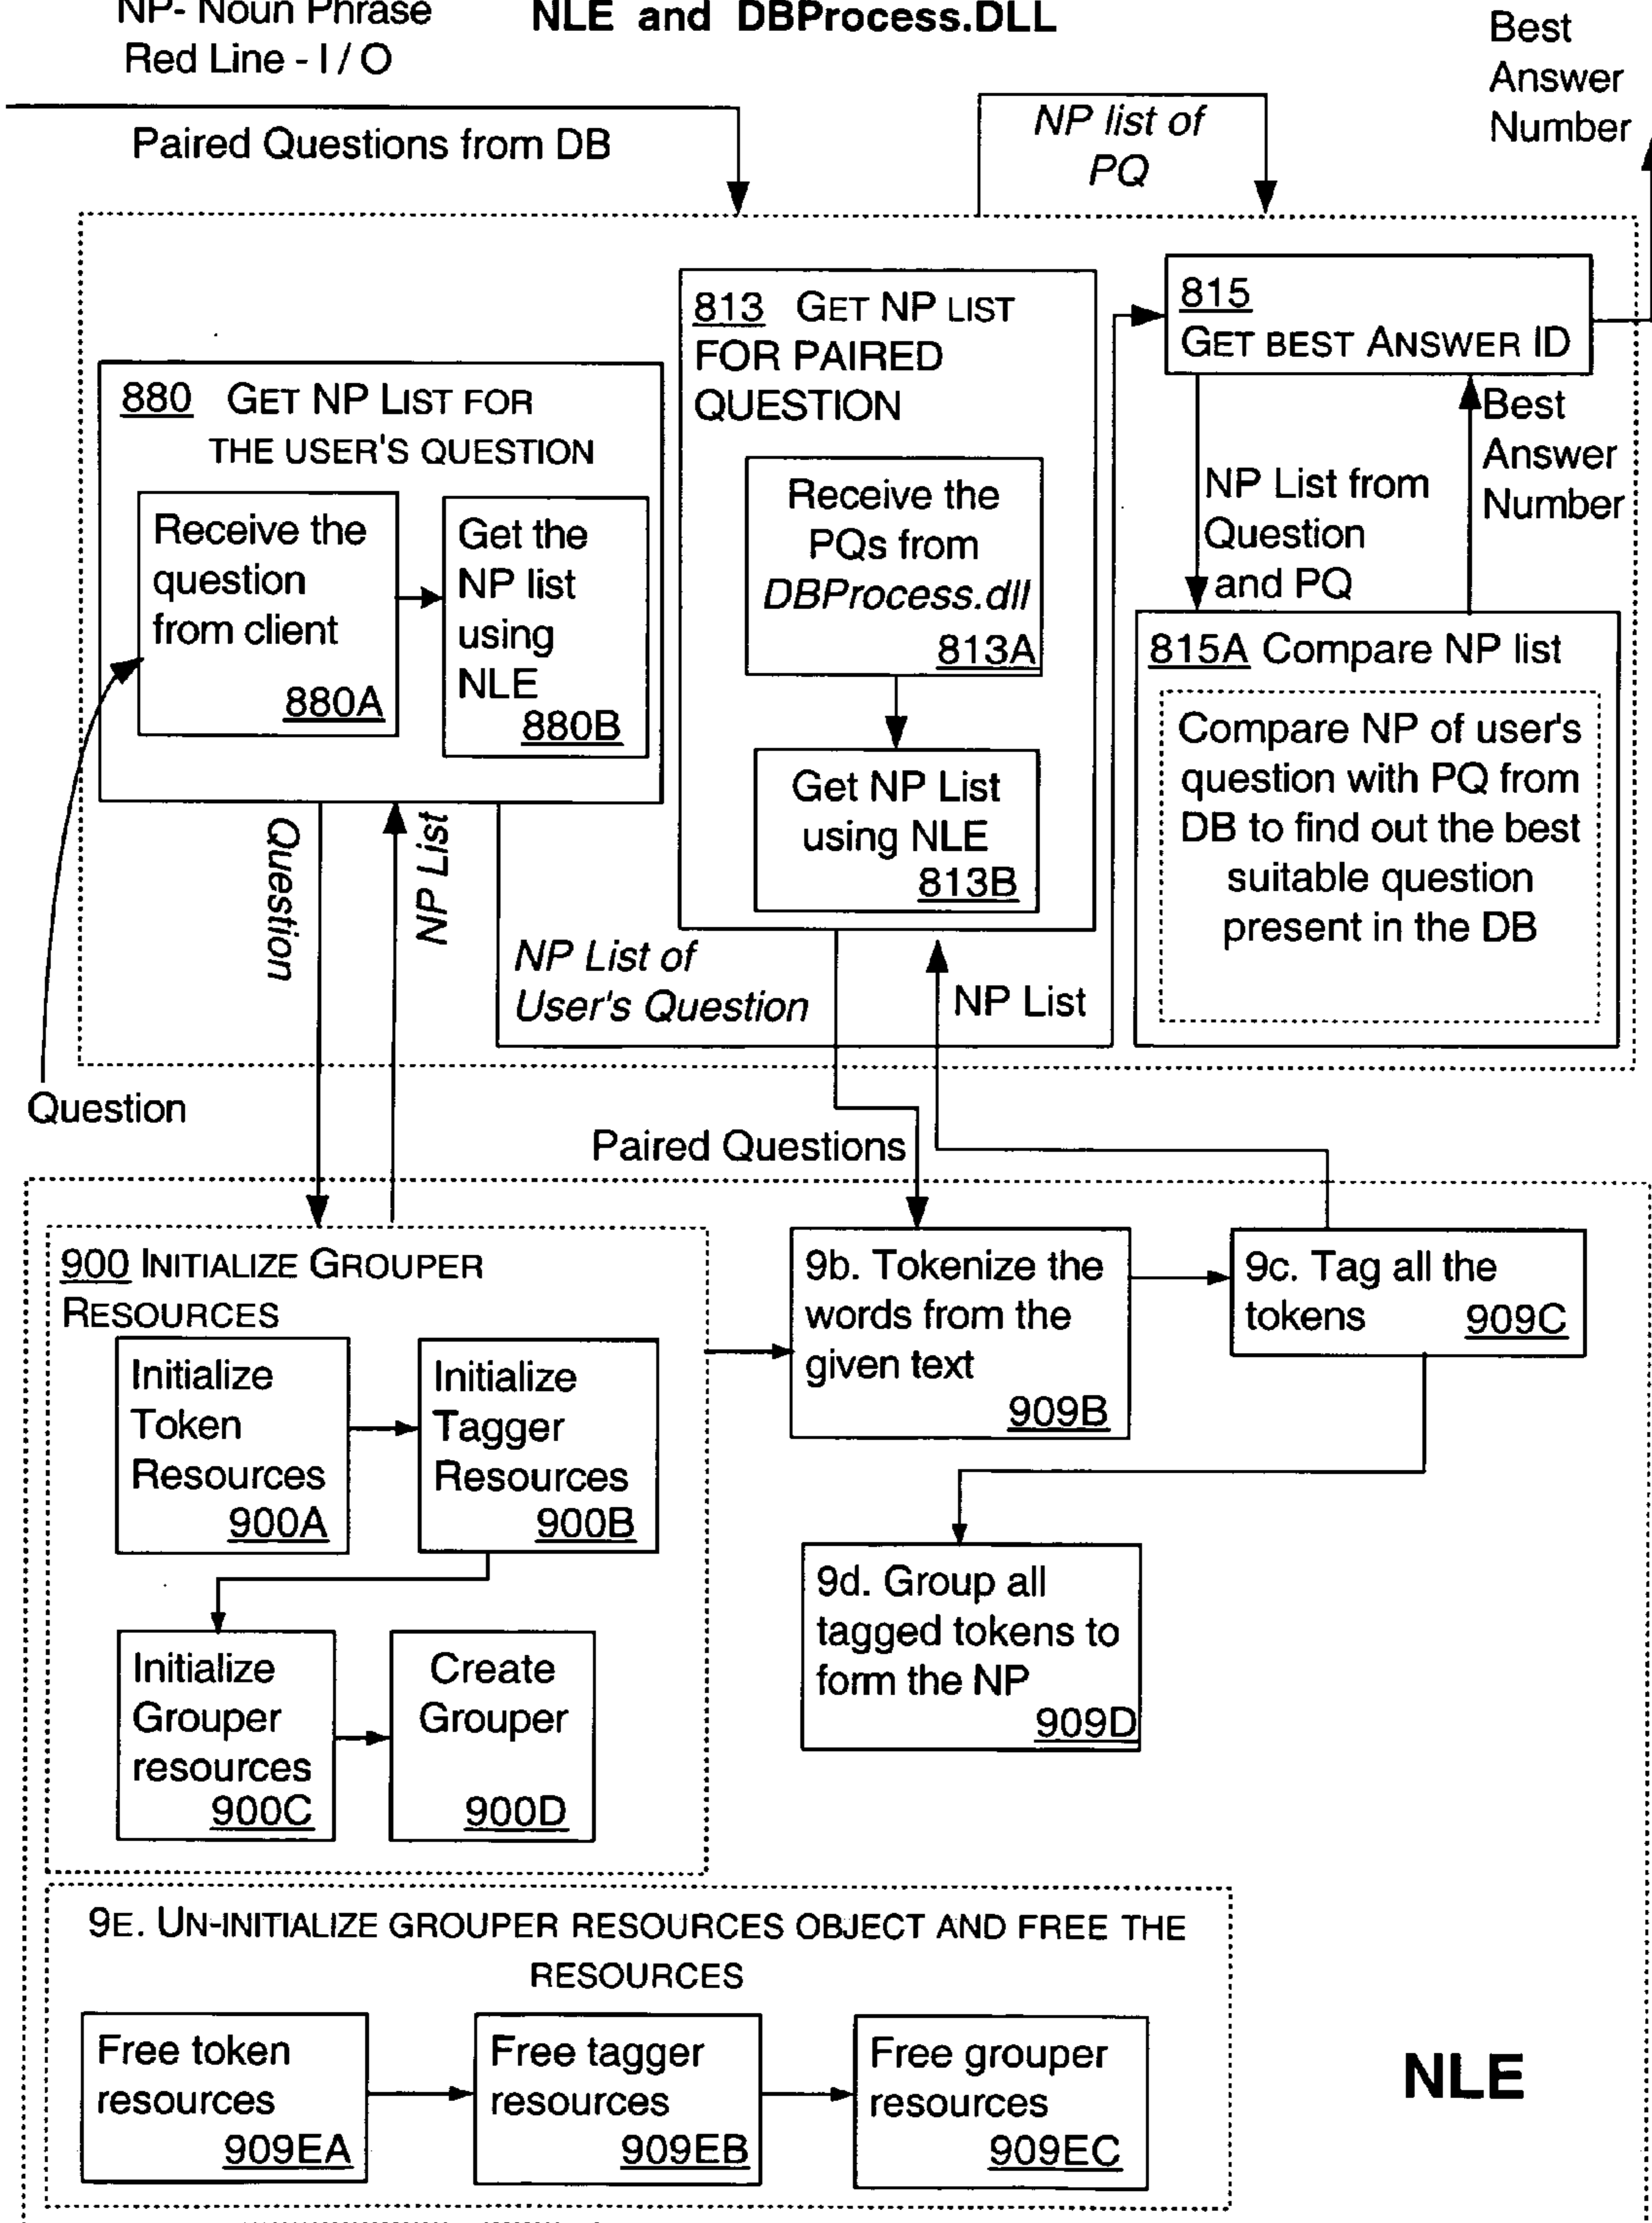 NP- Noun Phrase
Red Line - I / O
NLE and DBProcess.DLL
Best
Answer
Number
Paired Questions from DB
NP list of
PQ
880 GET NP LIST FOR
THE USER'S QUESTION
Receive the
question
from client
880A
Get the
NP list
using
NLE
880B
813 GET NP LIST
FOR PAIRED
QUESTION
Receive the
PQs from
DBProcess.dll
813A
Get NP List
using NLE
813B
815
GET BEST ANSWER ID
NP List from
Question
and PQ
Best
Answer
Number
815A Compare NP list
Compare NP of user's
question with PQ from
DB to find out the best
suitable question
present in the DB
Question
NP List
NP List of
User's Question
NP List
Question
Paired Questions
900 INITIALIZE GROUPER
RESOURCES
Initialize
Token
Resources
900A
Initialize
Tagger
Resources
900B
Initialize
Grouper
resources
900C
Create
Grouper
900D
9b. Tokenize the
words from the
given text
909B
9c. Tag all the
tokens 909C
9d. Group all
tagged tokens to
form the NP
909D
9E. UN-INITIALIZE GROUPER RESOURCES OBJECT AND FREE THE
RESOURCES
Free token
resources
909EA
Free tagger
resources
909EB
Free grouper
resources
909EC
NLE